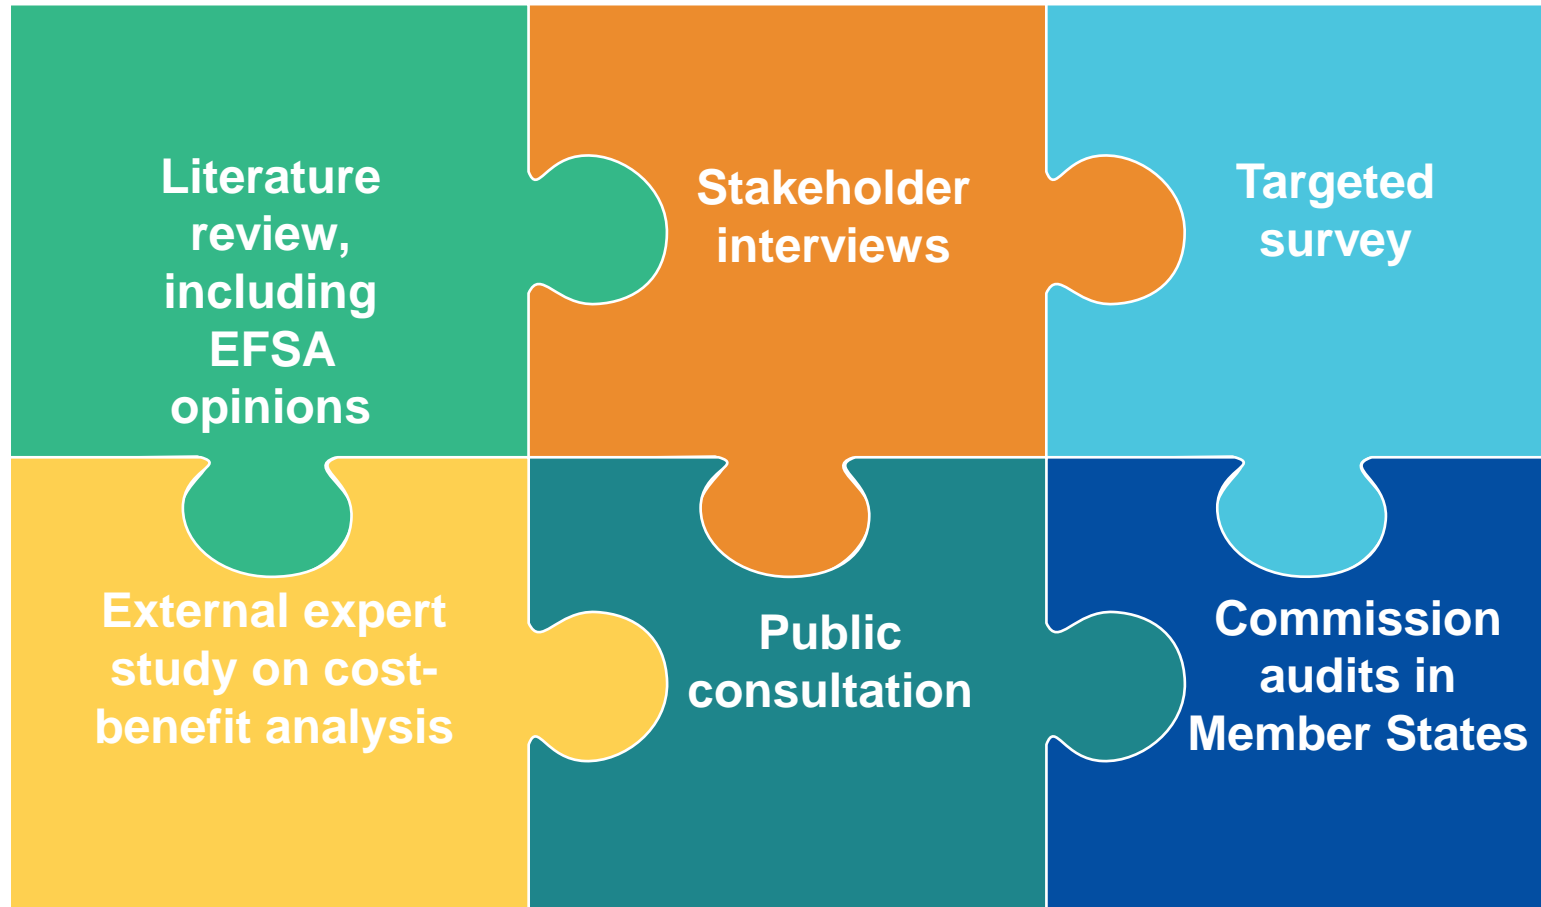 Literature
review,
including
EFSA
opinions
Stakeholder
interviews
Targeted
survey
External expert
study on cost-
benefit analysis
Public
consultation
Commission
audits in
Member States